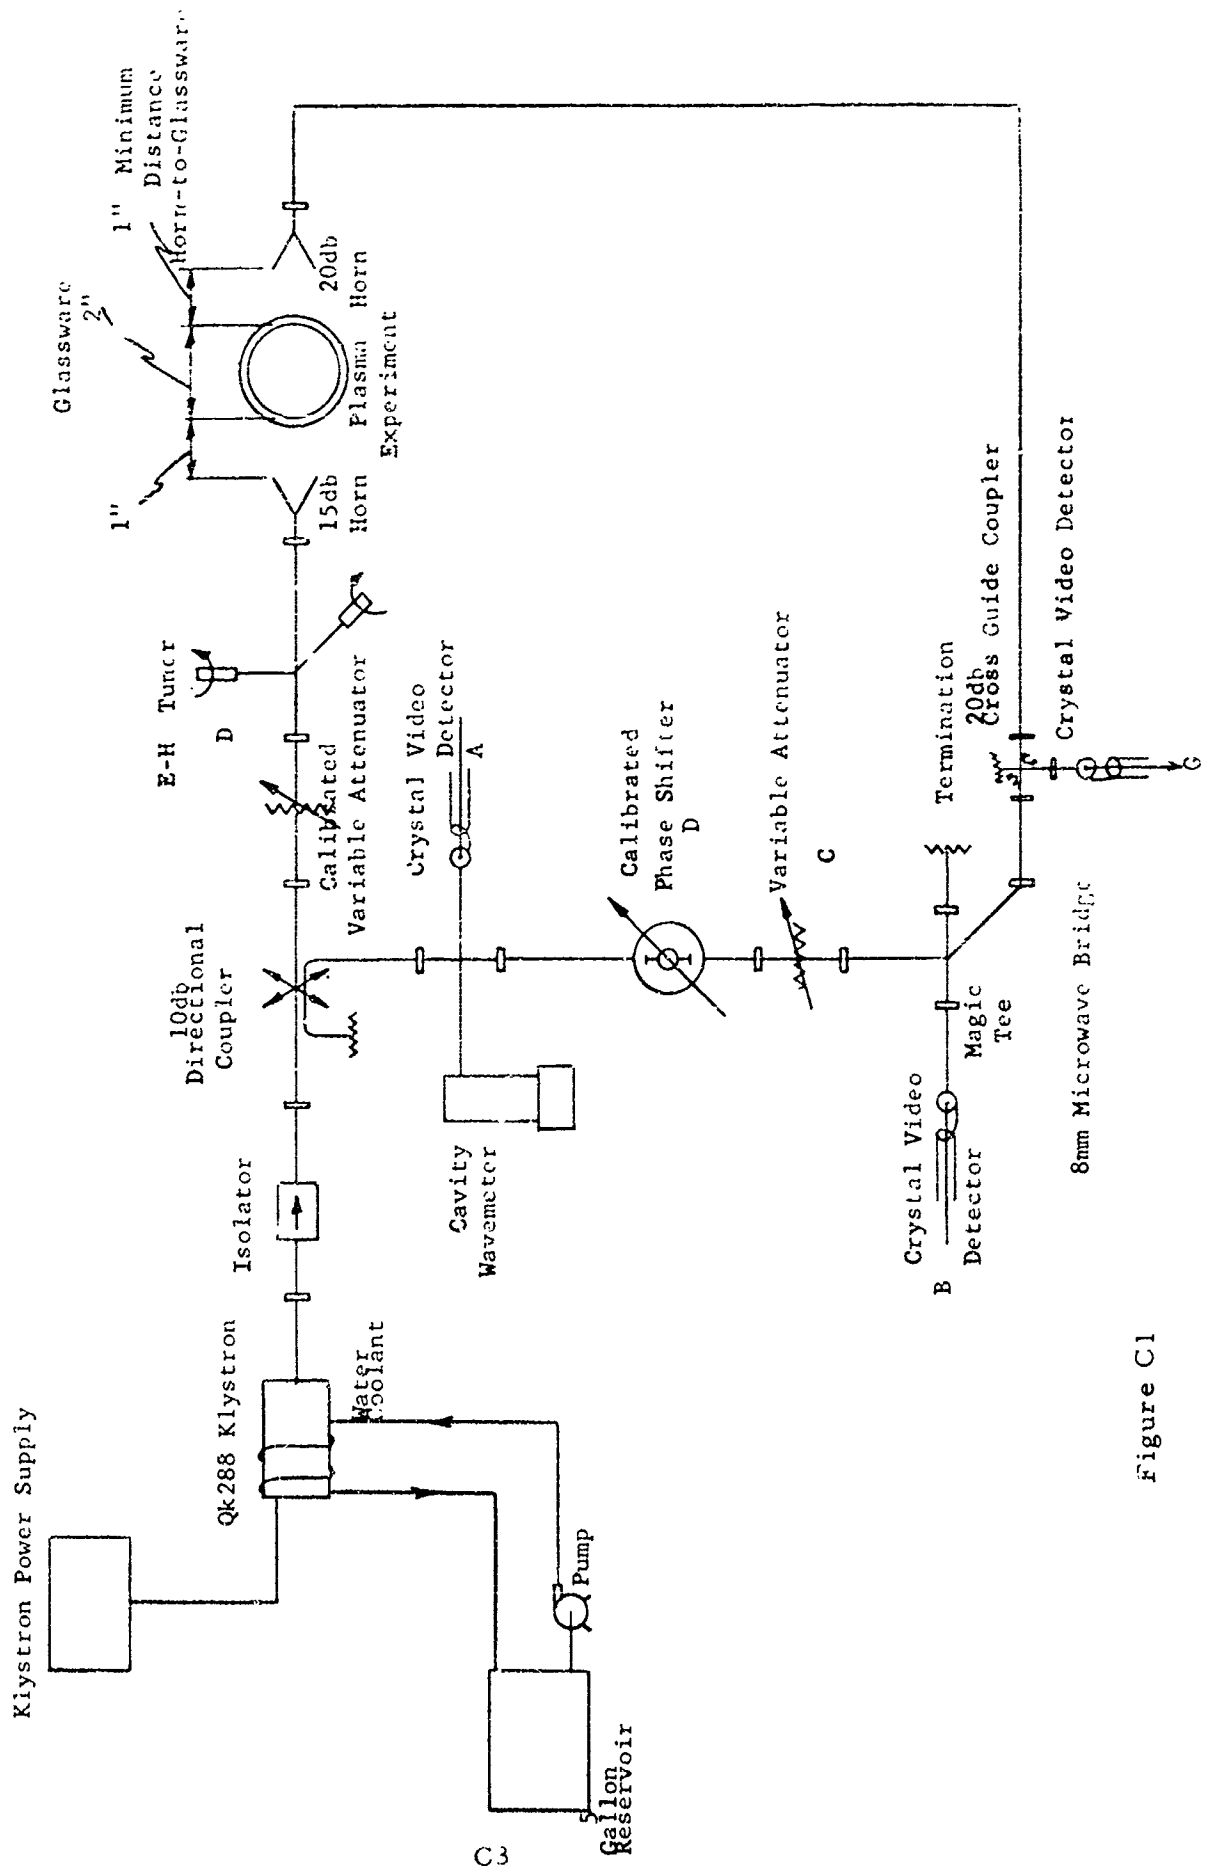 Klystron Power Supply
Qk288 Klystron
Water
Coolant
Pump
5
Gallon
Reservoir
Isolator
10db
Directional
Coupler
Cavity
Wavemeter
Calibrated
Variable Attenuator
E-H Tuner
D
Crystal Video
Detector
A
15db
Horn
1"
Glassware
2"
1" Minimum
Distance
Horn-to-Glassware
Plasma
Experiment
20db
Horn
Calibrated
Phase Shifter
D
Variable Attenuator
C
Magic
Tee
Termination
Crystal Video
Detector
B
20db
Cross Guide Coupler
Crystal Video Detector
G
8mm Microwave Bridge
Figure C1
C3